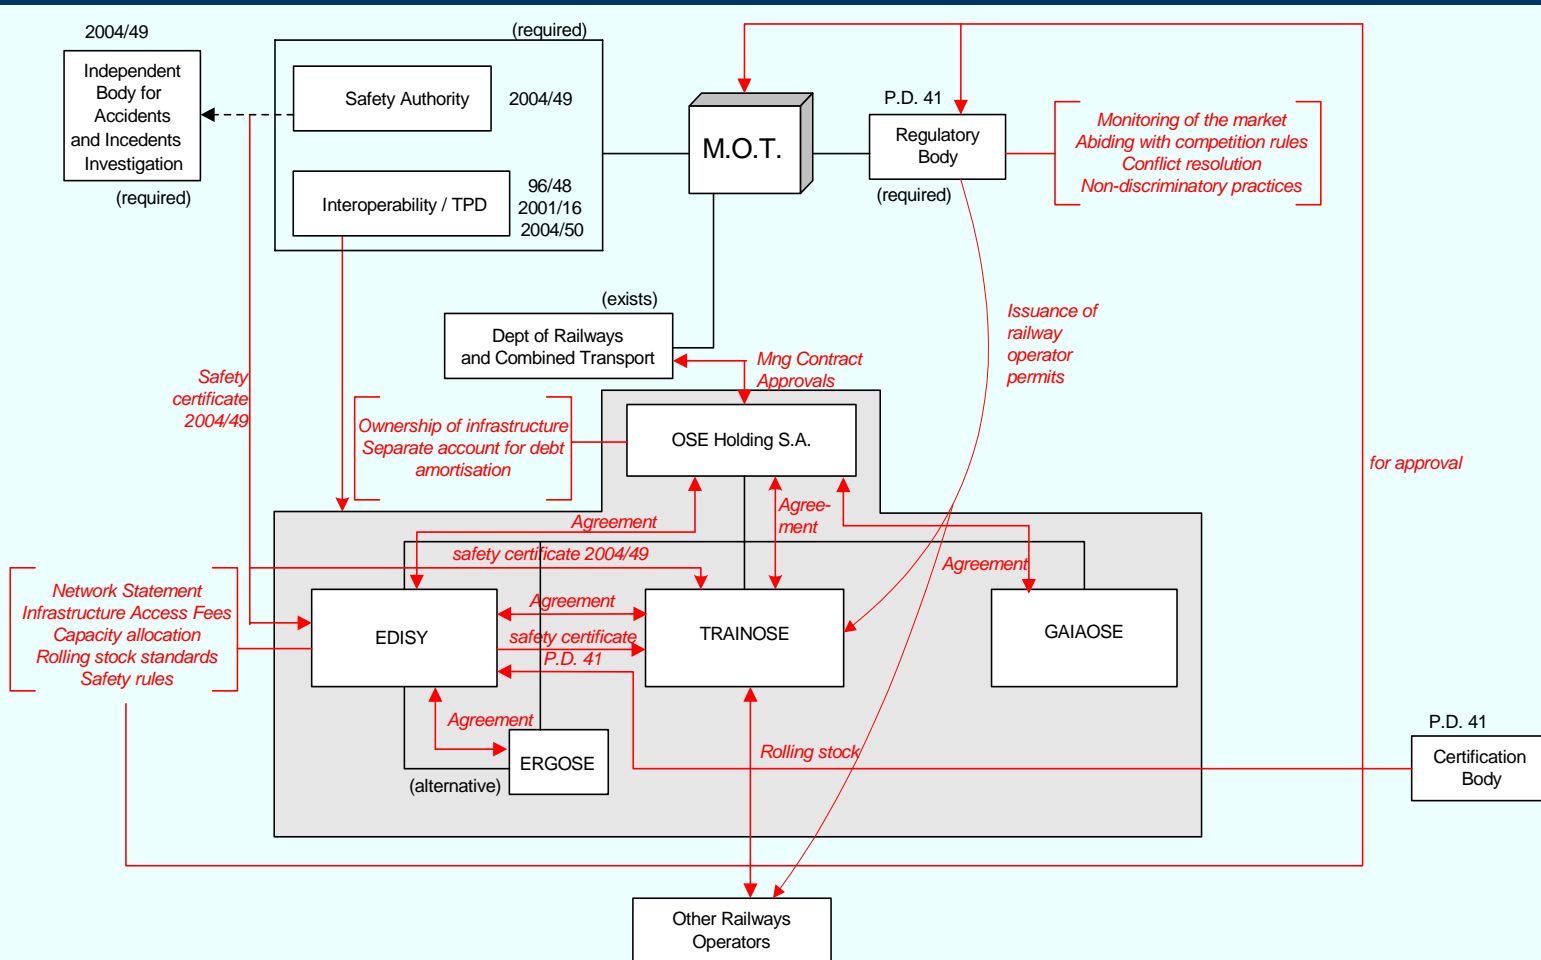 2004/49
Independent
Body for
Accidents
and Incedents
Investigation
(required)
(required)
Safety Authority
2004/49
Interoperability / TPD
96/48
2001/16
2004/50
M.O.T.
P.D. 41
Regulatory
Body
(required)
Monitoring of the market
Abiding with competition rules
Conflict resolution
Non-discriminatory practices
(exists)
Dept of Railways
and Combined Transport
Mng Contract
Approvals
Issuance of
railway
operator
permits
Safety
certificate
2004/49
Ownership of infrastructure
Separate account for debt
amortisation
OSE Holding S.A.
for approval
Agreement
Agree-
ment
Agreement
safety certificate 2004/49
Network Statement
Infrastructure Access Fees
Capacity allocation
Rolling stock standards
Safety rules
EDISY
Agreement
safety certificate
P.D. 41
TRAINOSE
GAIAOSE
Agreement
ERGOSE
(alternative)
Rolling stock
P.D. 41
Certification
Body
Other Railways
Operators